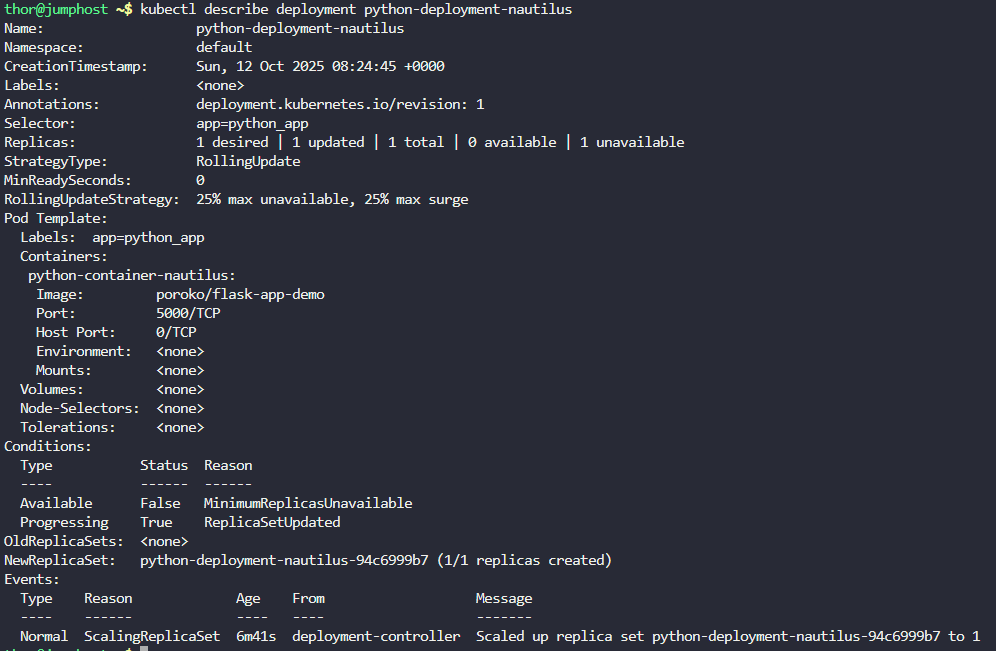 thor@jumphost ~$ kubectl describe deployment python-deployment-nautilus
Name:                   python-deployment-nautilus
Namespace:              default
CreationTimestamp:      Sun, 12 Oct 2025 08:24:45 +0000
Labels:                 <none>
Annotations:            deployment.kubernetes.io/revision: 1
Selector:               app=python_app
Replicas:               1 desired | 1 updated | 1 total | 0 available | 1 unavailable
StrategyType:           RollingUpdate
MinReadySeconds:        0
RollingUpdateStrategy:  25% max unavailable, 25% max surge
Pod Template:
  Labels:  app=python_app
  Containers:
   python-container-nautilus:
    Image:         poroko/flask-app-demo
    Port:          5000/TCP
    Host Port:     0/TCP
    Environment:   <none>
    Mounts:        <none>
  Volumes:         <none>
  Node-Selectors:  <none>
  Tolerations:     <none>
Conditions:
  Type           Status  Reason
  ----           ------  ------
  Available      False   MinimumReplicasUnavailable
  Progressing    True    ReplicaSetUpdated
OldReplicaSets:  <none>
NewReplicaSet:   python-deployment-nautilus-94c6999b7 (1/1 replicas created)
Events:
  Type    Reason             Age    From                   Message
  ----    ------             ----   ----                   -------
  Normal  ScalingReplicaSet  6m41s  deployment-controller  Scaled up replica set python-deployment-nautilus-94c6999b7 to 1